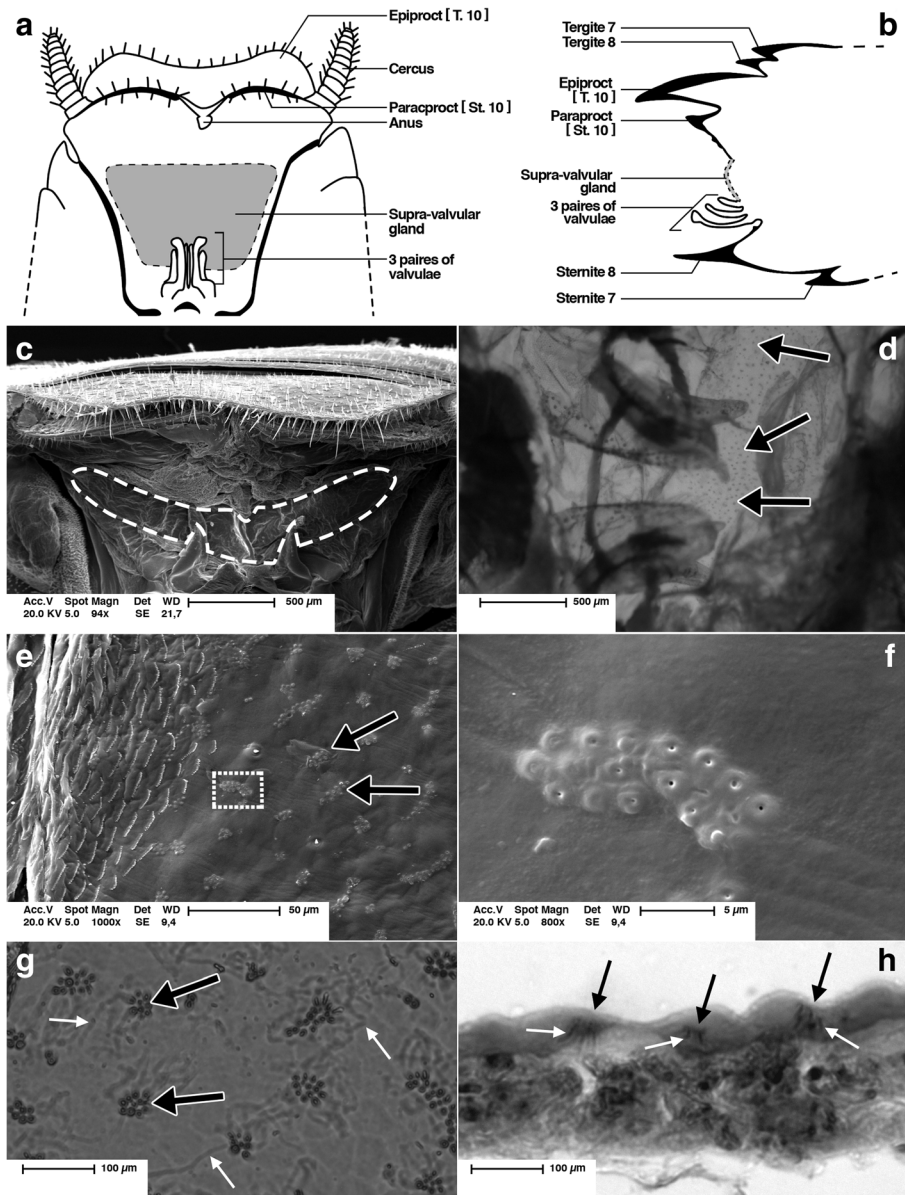 a
Epiproct [ T. 10 ]
Cercus
Paracproct [ St. 10 ]
Anus
Supra-valvular
gland
3 paires of
valvulae
b
Tergite 7
Tergite 8
Epiproct
[ T. 10 ]
Paraproct
[ St. 10 ]
Supra-valvular
gland
3 paires of
valvulae
Sternite 8
Sternite 7
c
Acc.V Spot Magn Det WD
20.0 KV 5.0 94x SE 21,7
500 µm
d
500 µm
e
Acc.V Spot Magn Det WD
20.0 KV 5.0 1000x SE 9,4
50 µm
f
Acc.V Spot Magn Det WD
20.0 KV 5.0 800x SE 9,4
5 µm
g
100 µm
h
100 µm